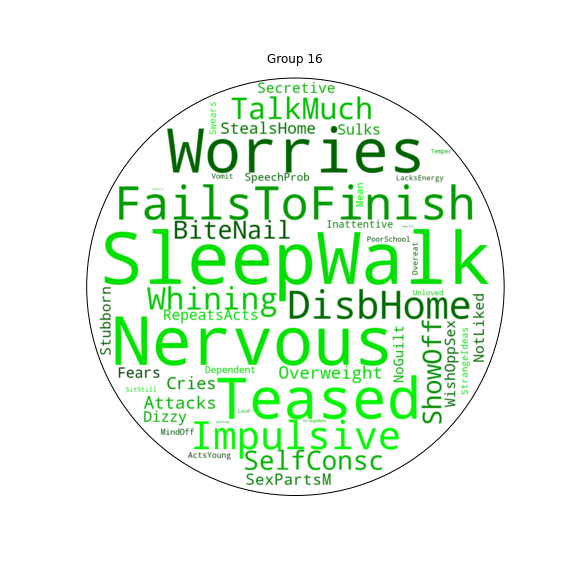 Group 16
Secretive
TalkMuch
Swears
StealsHome
Sulks
Worries
Temper
Vomit
SpeechProb
LacksEnergy
Mean
FailsToFinish
BiteNail
Inattentive
PoorSchool
SleepWalk
Overeat
Whining
DisbHome
Unloved
RepeatsActs
Stubborn
Nervous
ShowOff
WishOppSex
StrangeIdeas
NotLiked
NoGuilt
Fears
Dependent
Overweight
SitStill
Cries
Teased
Attacks
Loud
Dizzy
MindOff
Impulsive
ActsYoung
SelfConsc
SexPartsM